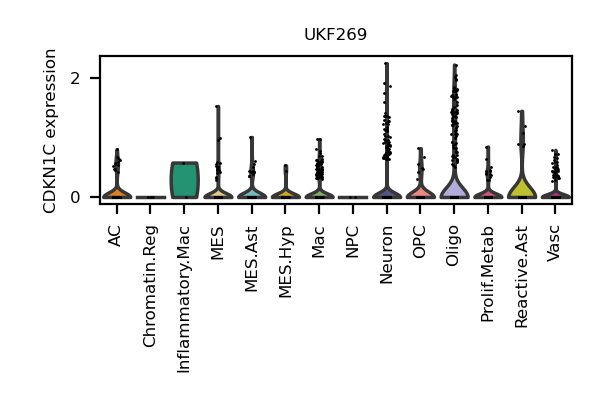 UKF269
CDKN1C expression
2
0
AC
Chromatin.Reg
Inflammatory.Mac
MES
MES.Ast
MES.Hyp
Mac
NPC
Neuron
OPC
Oligo
Prolif.Metab
Reactive.Ast
Vasc